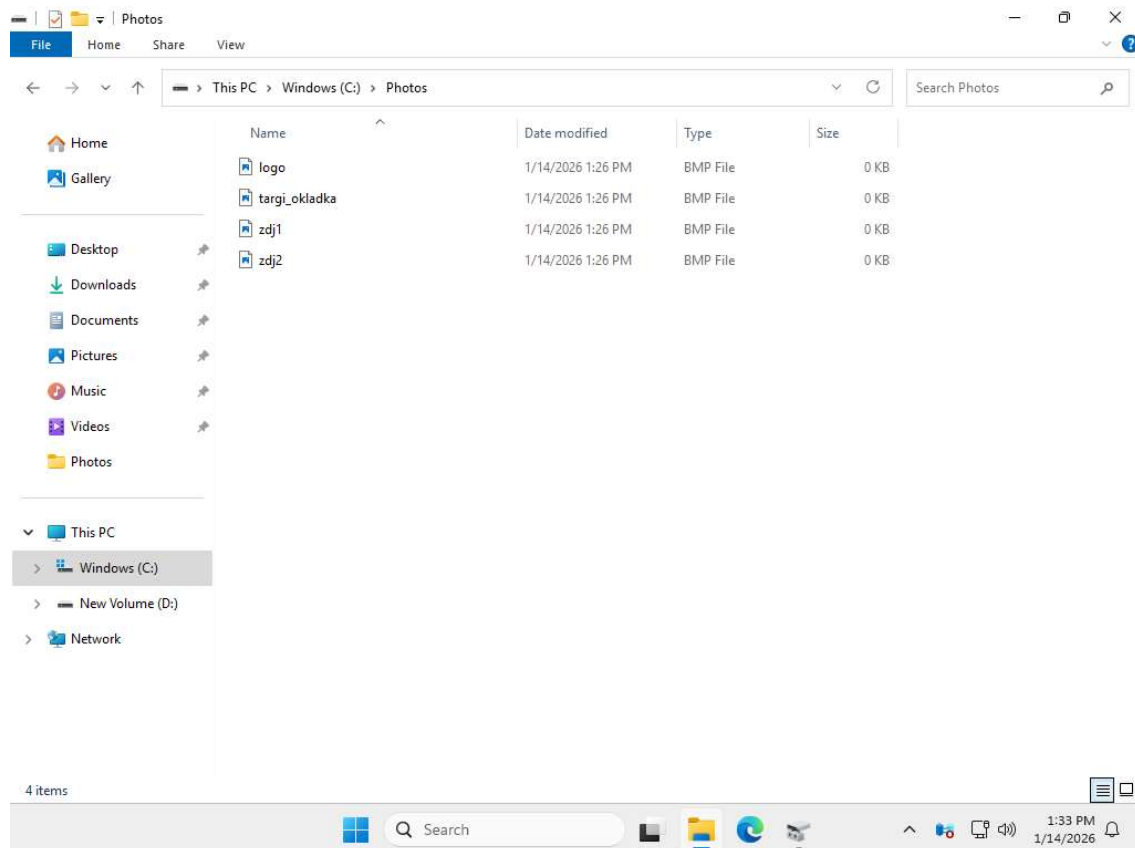 Photos
File Home Share View
This PC > Windows (C:) > Photos
Search Photos
Home
Gallery
Desktop
Downloads
Documents
Pictures
Music
Videos
Photos
This PC
Windows (C:)
New Volume (D:)
Network
Name Date modified Type Size
logo 1/14/2026 1:26 PM BMP File 0 KB
targi_okladka 1/14/2026 1:26 PM BMP File 0 KB
zdj1 1/14/2026 1:26 PM BMP File 0 KB
zdj2 1/14/2026 1:26 PM BMP File 0 KB
4 items
Search
1:33 PM
1/14/2026